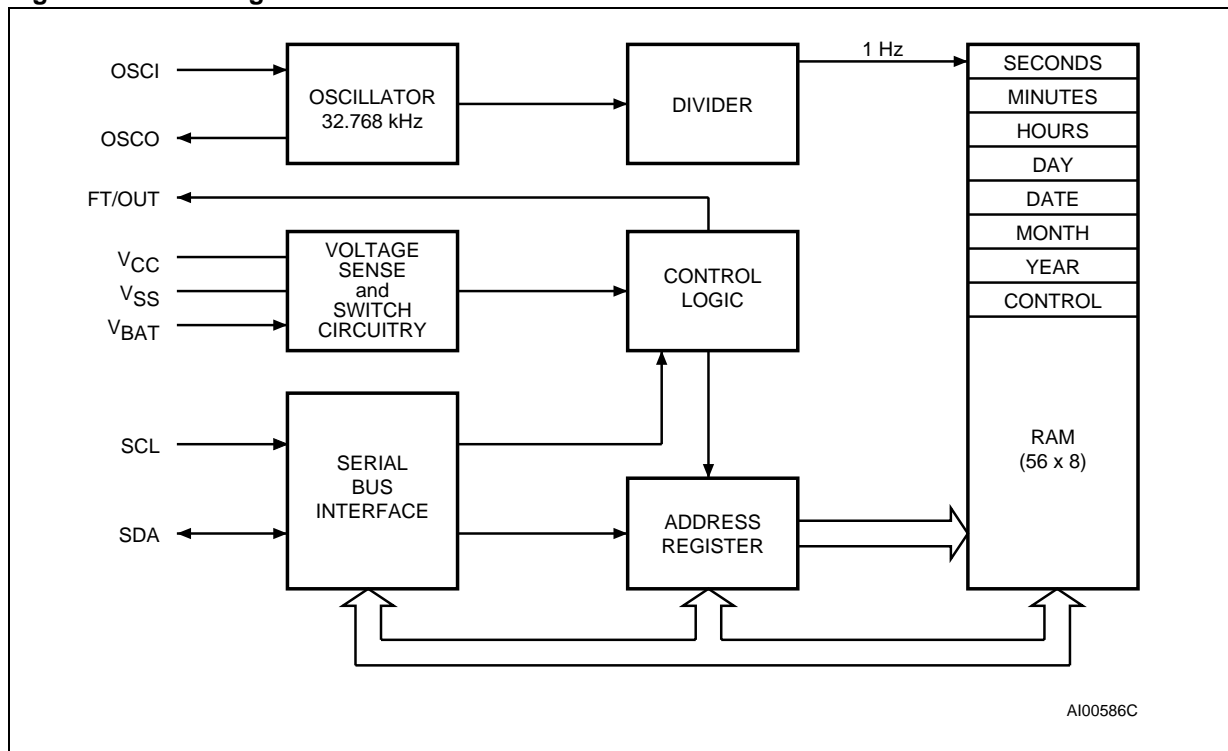 OSCI
OSCO
FT/OUT
VCC
VSS
VBAT
SCL
SDA
OSCILLATOR
32.768 kHz
VOLTAGE
SENSE
and
SWITCH
CIRCUITRY
SERIAL
BUS
INTERFACE
DIVIDER
CONTROL
LOGIC
ADDRESS
REGISTER
1 Hz
SECONDS
MINUTES
HOURS
DAY
DATE
MONTH
YEAR
CONTROL
RAM
(56 x 8)
AI00586C